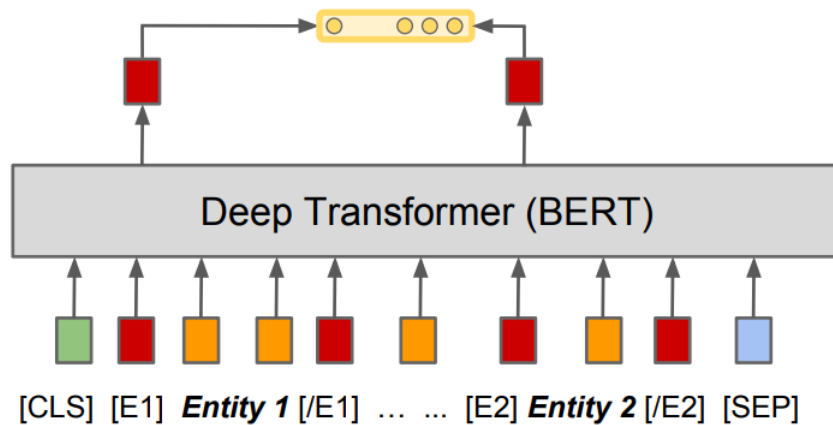 Deep Transformer (BERT)
[CLS] [E1] Entity 1 [/E1] … ... [E2] Entity 2 [/E2] [SEP]